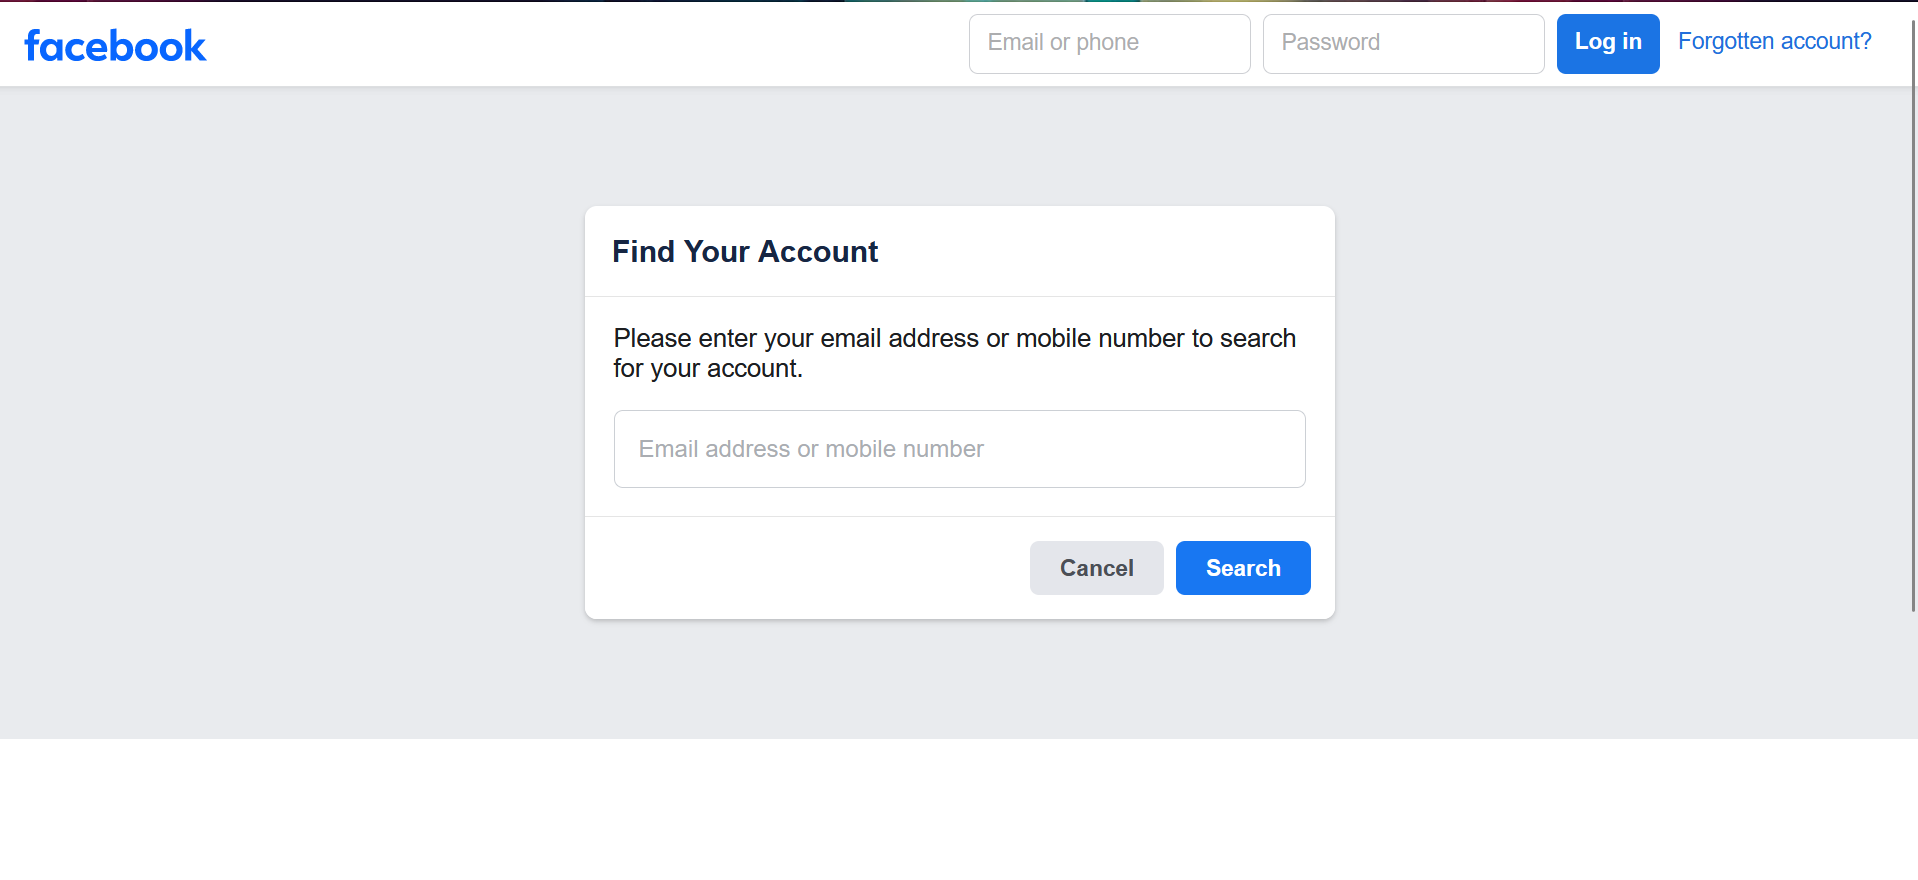 facebook
Email or phone
Password
Log in
Forgotten account?
Find Your Account
Please enter your email address or mobile number to search
for your account.
Email address or mobile number
Cancel
Search